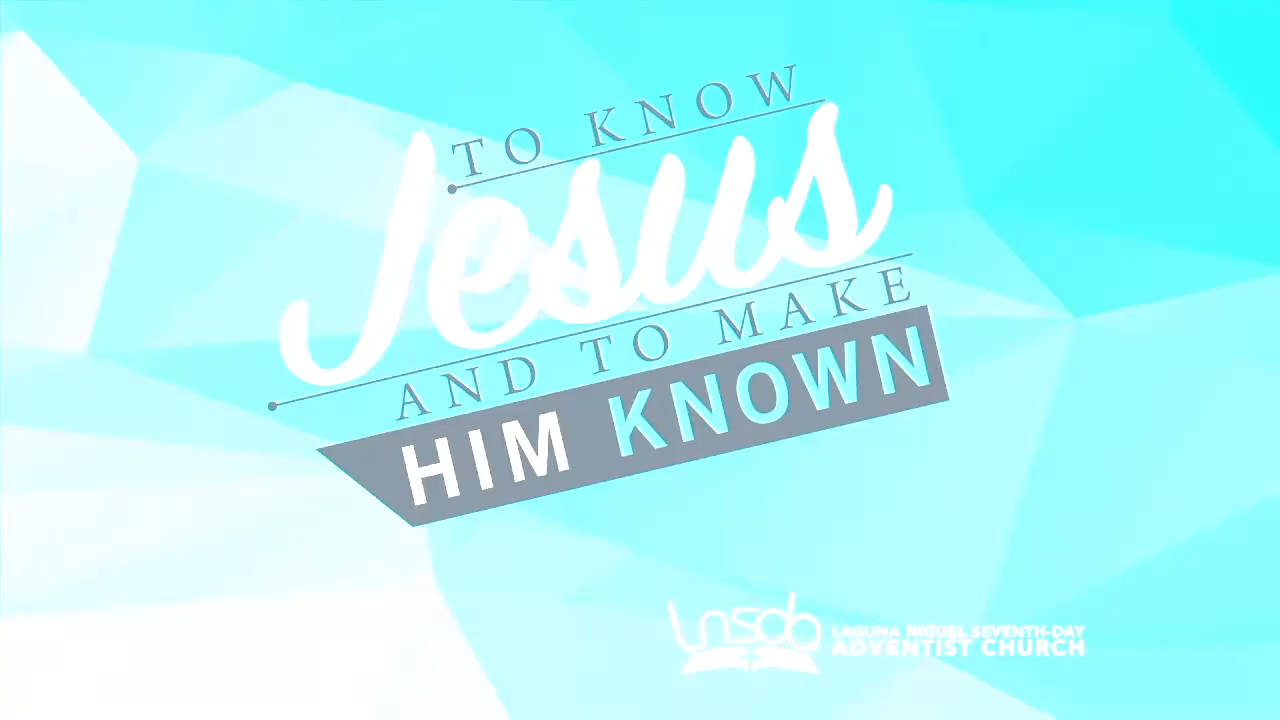 TO KNOW
Jesus
AND TO MAKE
HIM KNOWN
lnsda
LAGUNA NIGUEL SEVENTH-DAY
ADVENTIST CHURCH